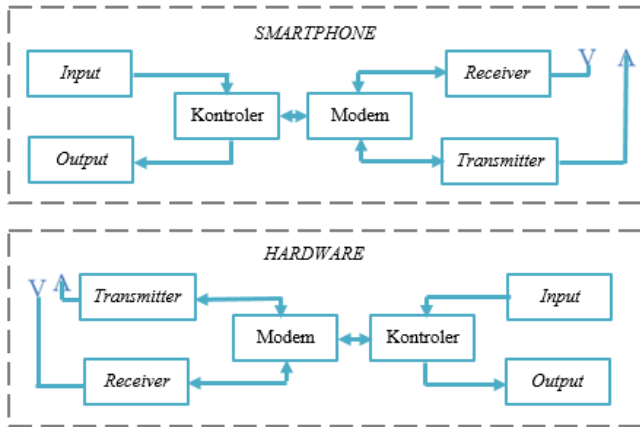 SMARTPHONE
Input
Receiver
V
Λ
Kontroler
Modem
Output
Transmitter
HARDWARE
V
Λ
Transmitter
Input
Modem
Kontroler
Receiver
Output